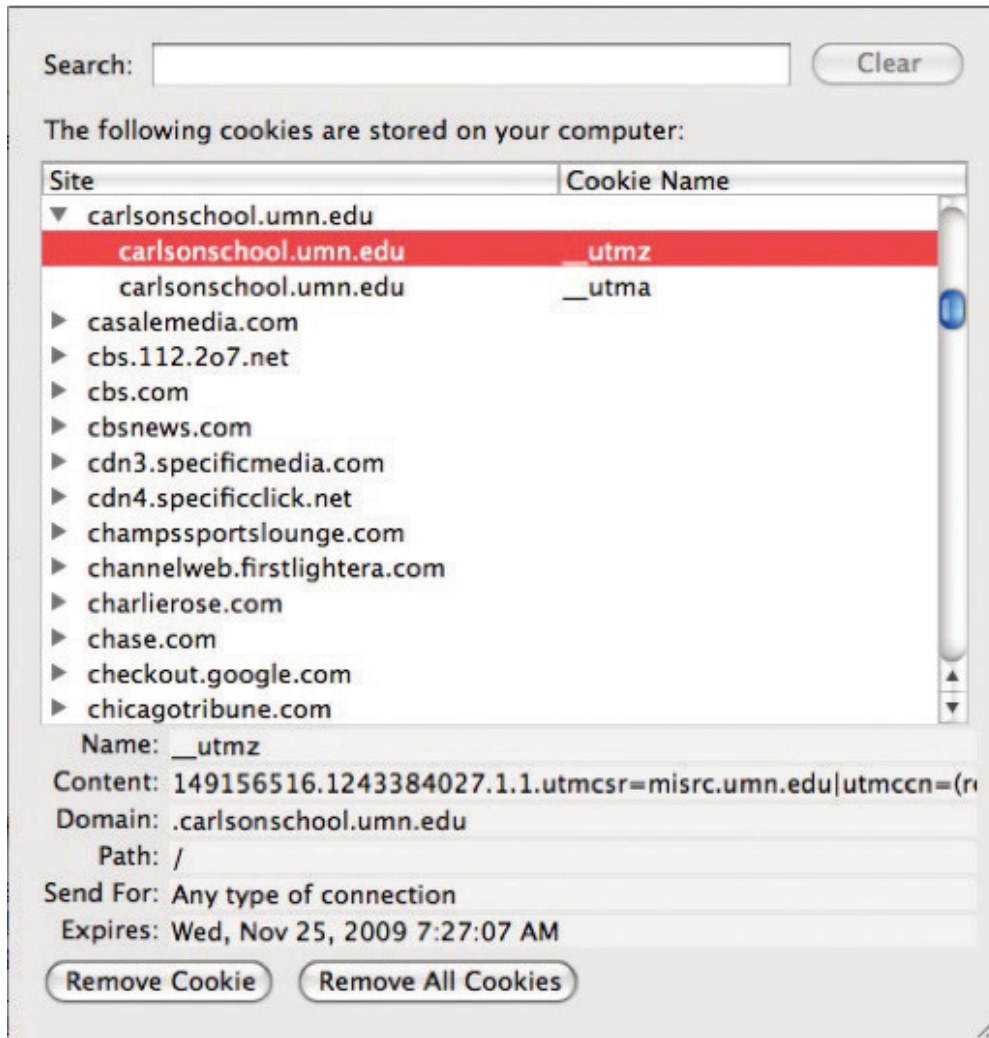 Search: Clear
The following cookies are stored on your computer:
Site Cookie Name
carlsonschool.umn.edu
carlsonschool.umn.edu __utmz
carlsonschool.umn.edu __utma
casalemedia.com
cbs.112.2o7.net
cbs.com
cbsnews.com
cdn3.specificmedia.com
cdn4.specificclick.net
champssportslounge.com
channelweb.firstlightera.com
charlierose.com
chase.com
checkout.google.com
chicagotribune.com
Name: __utmz
Content: 149156516.1243384027.1.1.utmcsr=misrc.umn.edu|utmccn=(re
Domain: .carlsonschool.umn.edu
Path: /
Send For: Any type of connection
Expires: Wed, Nov 25, 2009 7:27:07 AM
Remove Cookie Remove All Cookies